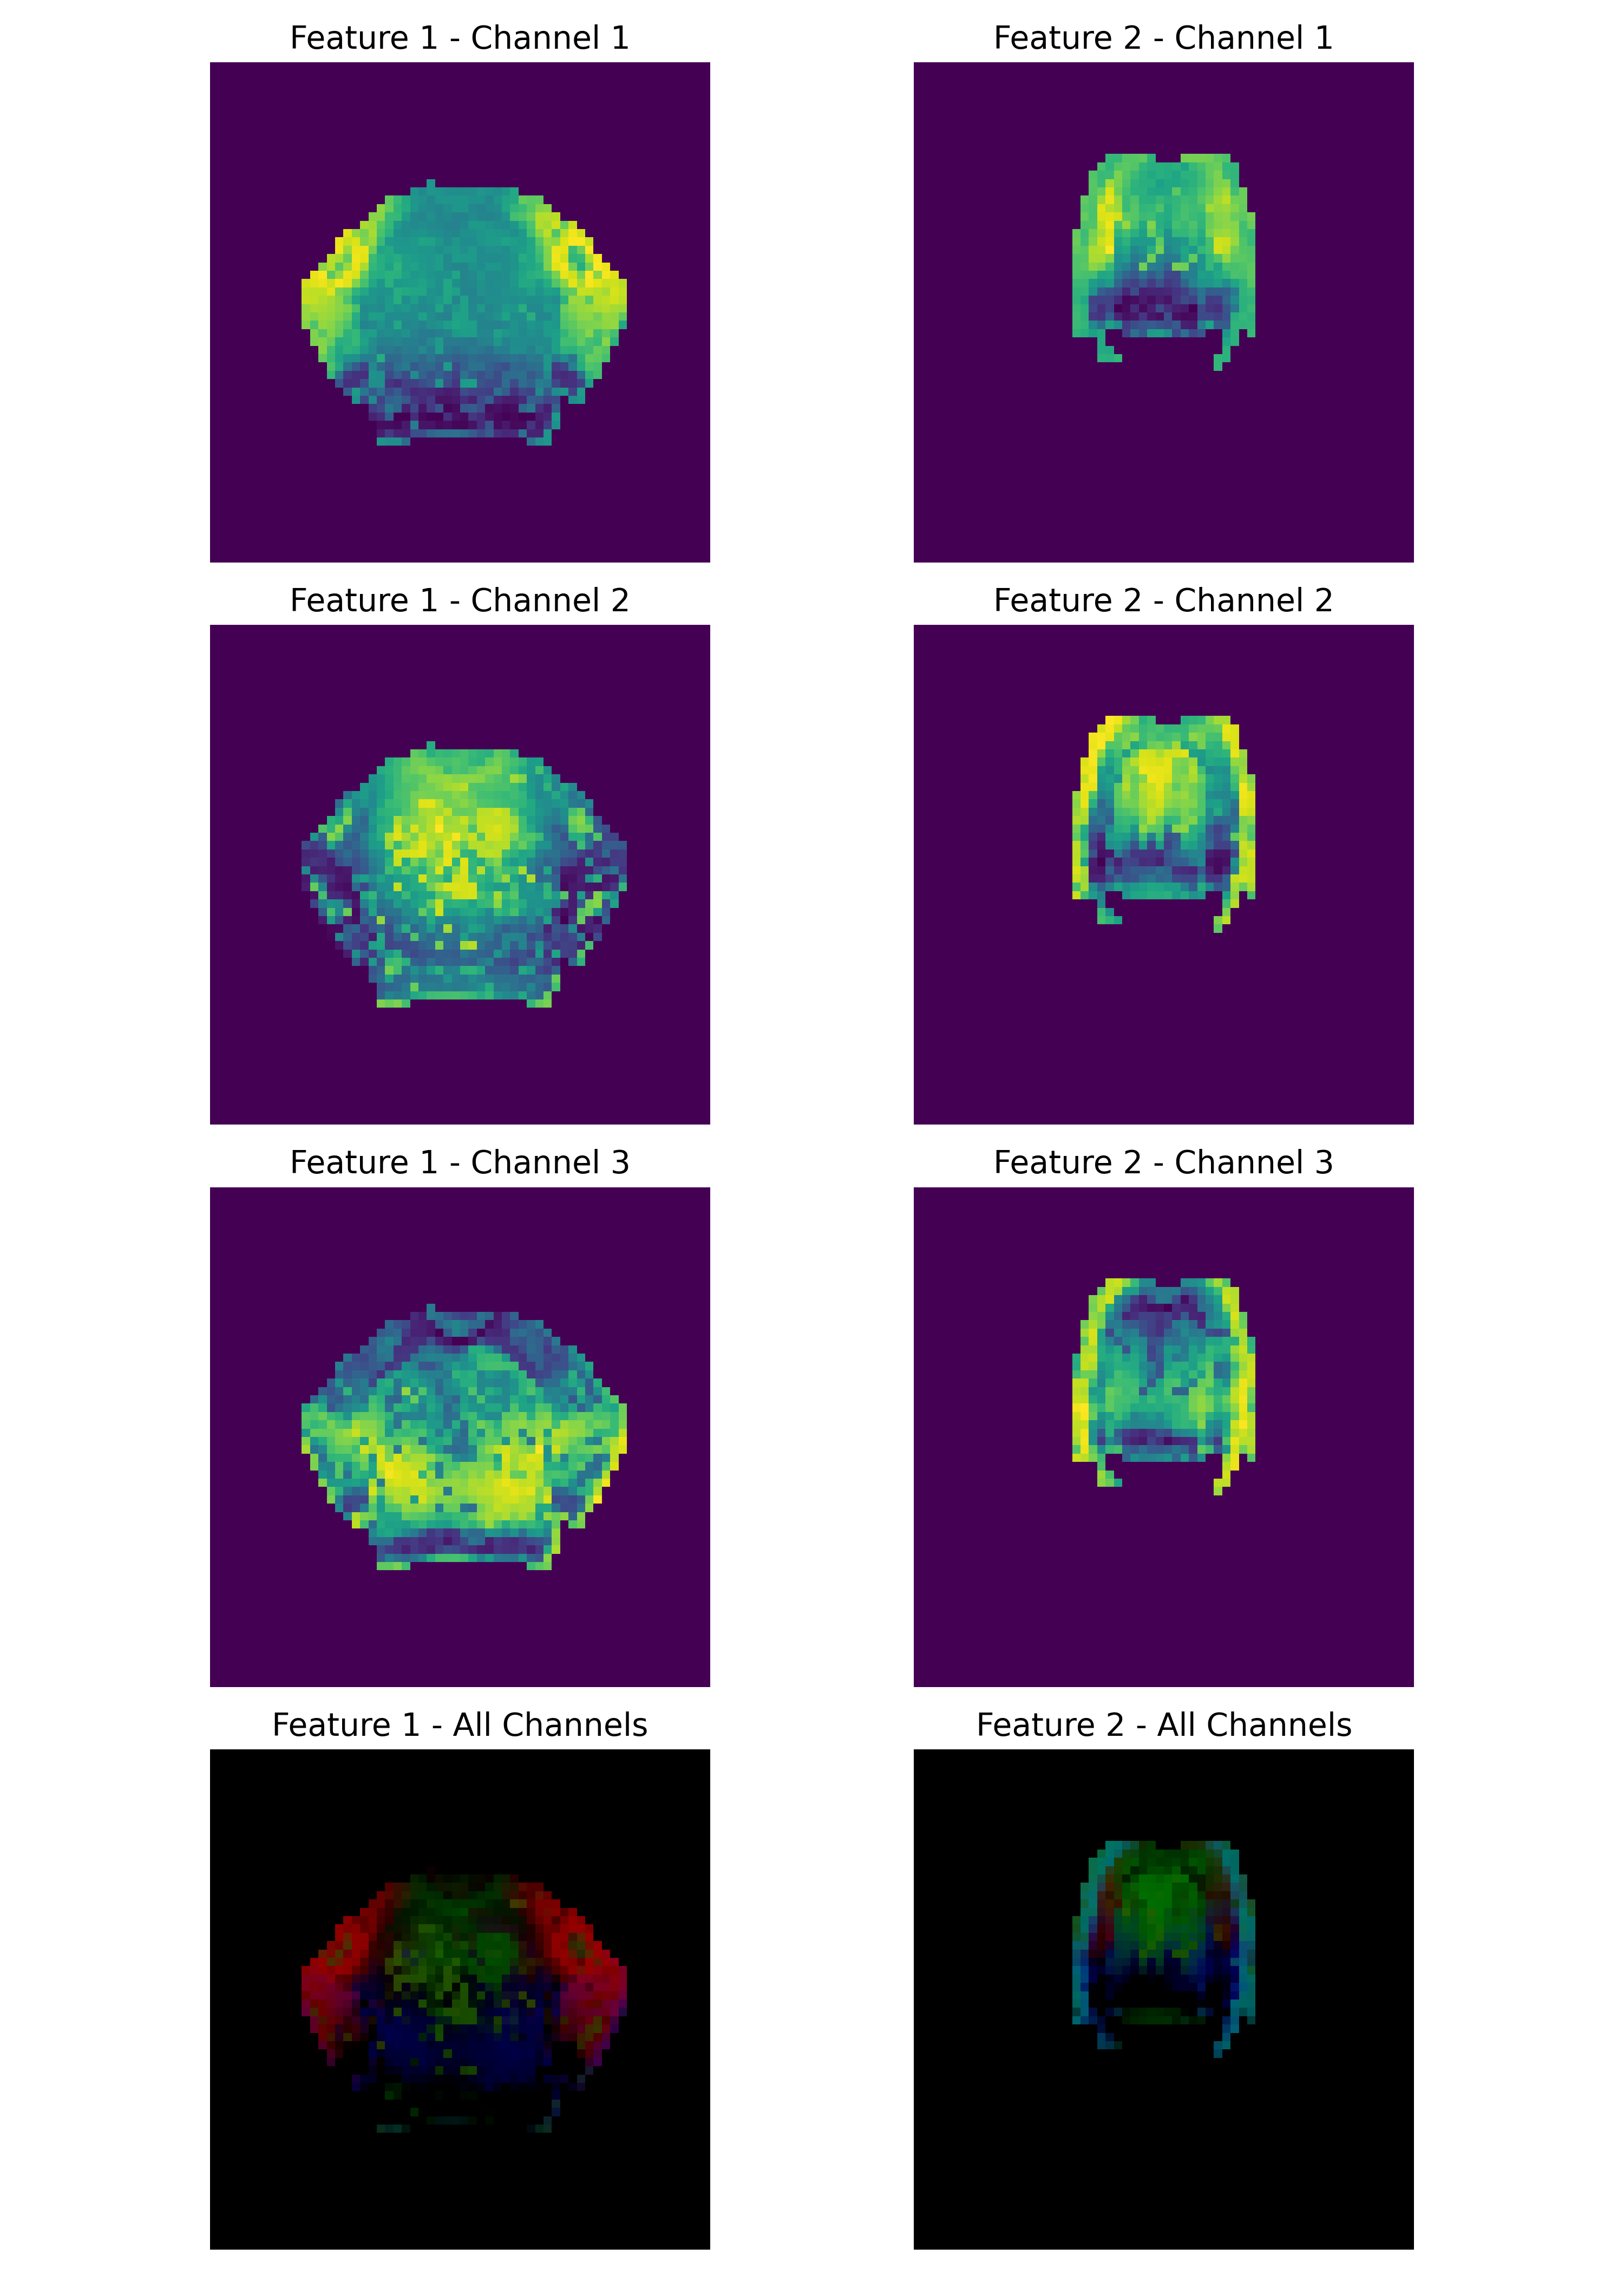 Feature 1 - Channel 1
Feature 2 - Channel 1
Feature 1 - Channel 2
Feature 2 - Channel 2
Feature 1 - Channel 3
Feature 2 - Channel 3
Feature 1 - All Channels
Feature 2 - All Channels